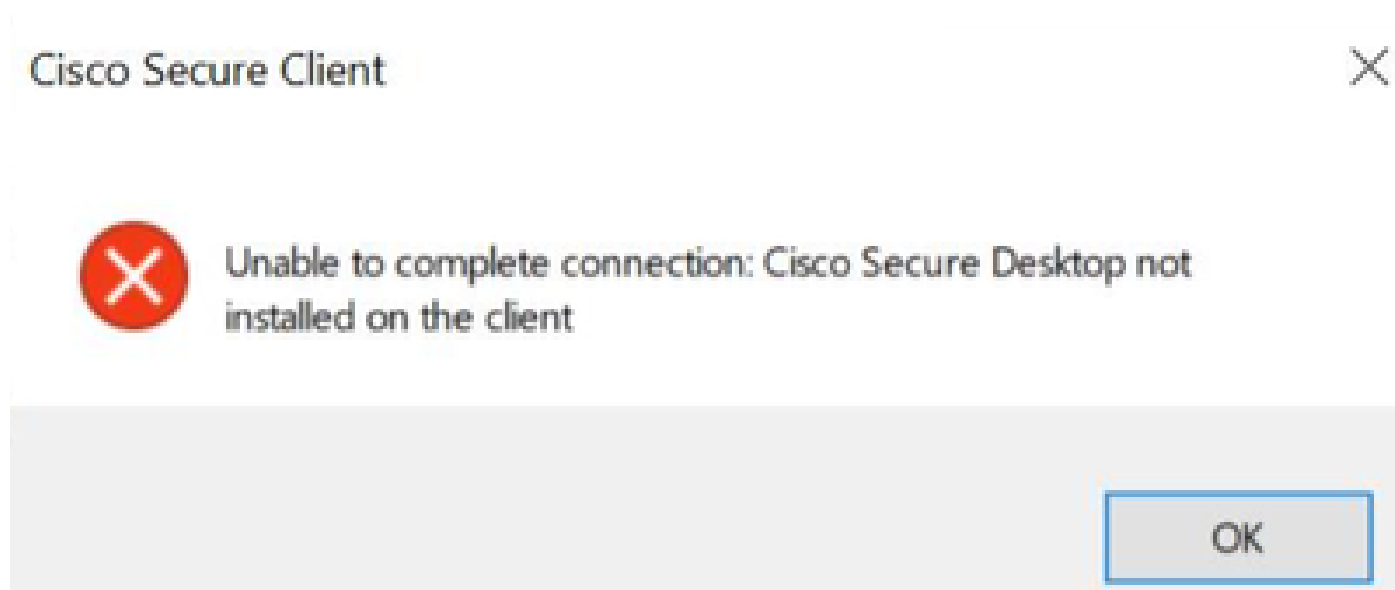 Cisco Secure Client
Unable to complete connection: Cisco Secure Desktop not
installed on the client
OK